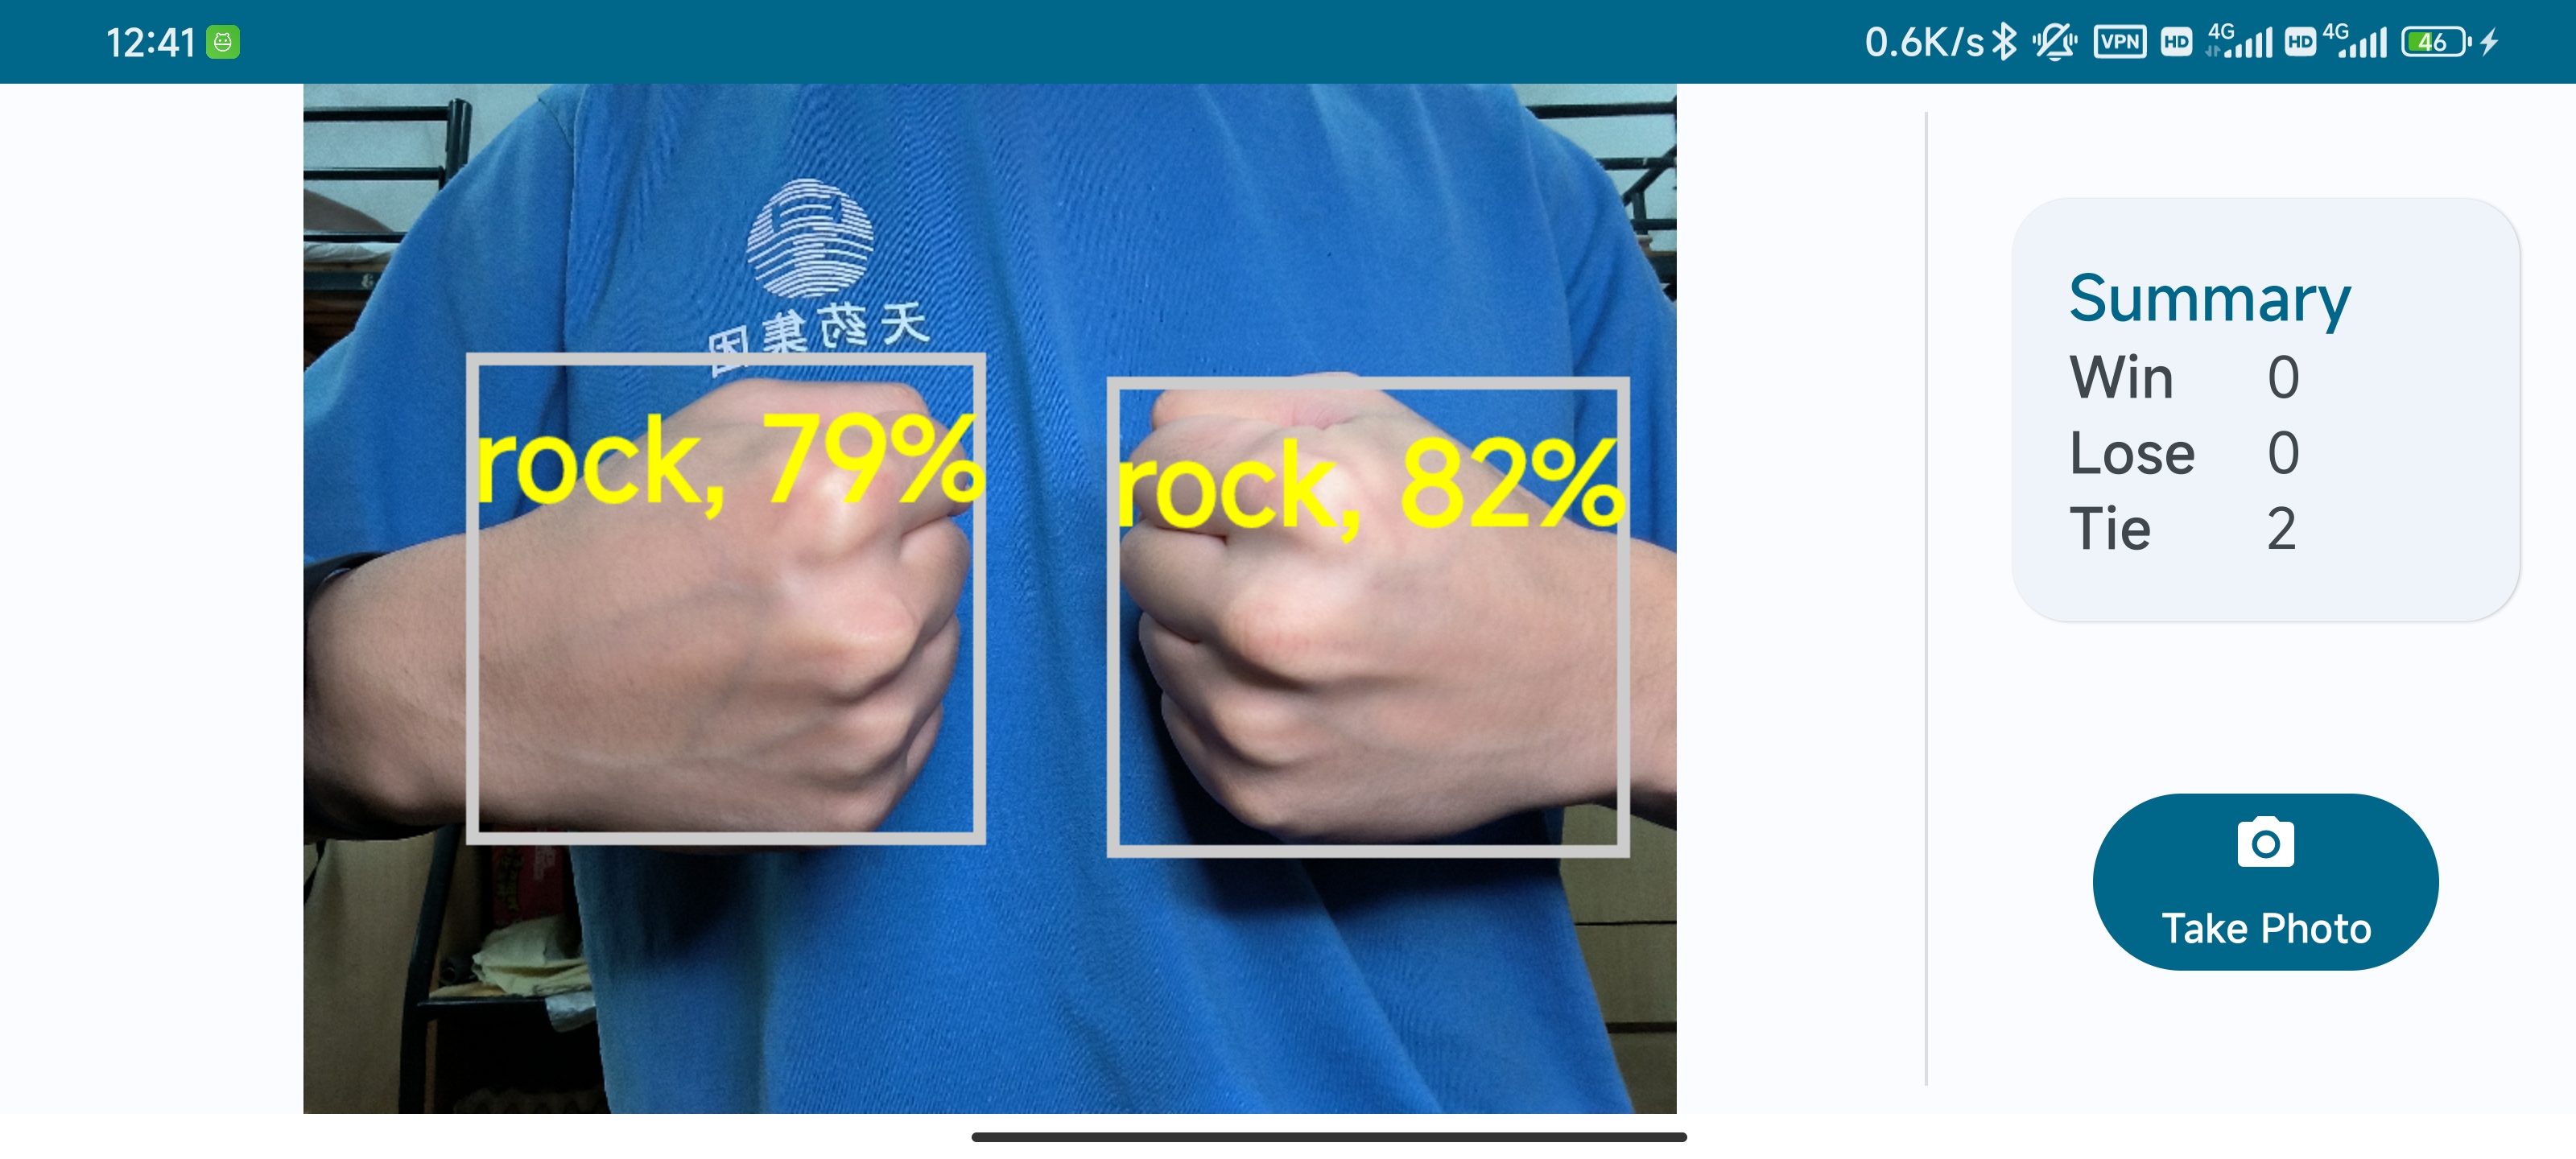 12:41
0.6K/s VPN HD 4G HD 4G 46
天药集团
rock, 79%
rock, 82%
Summary
Win 0
Lose 0
Tie 2
Take Photo